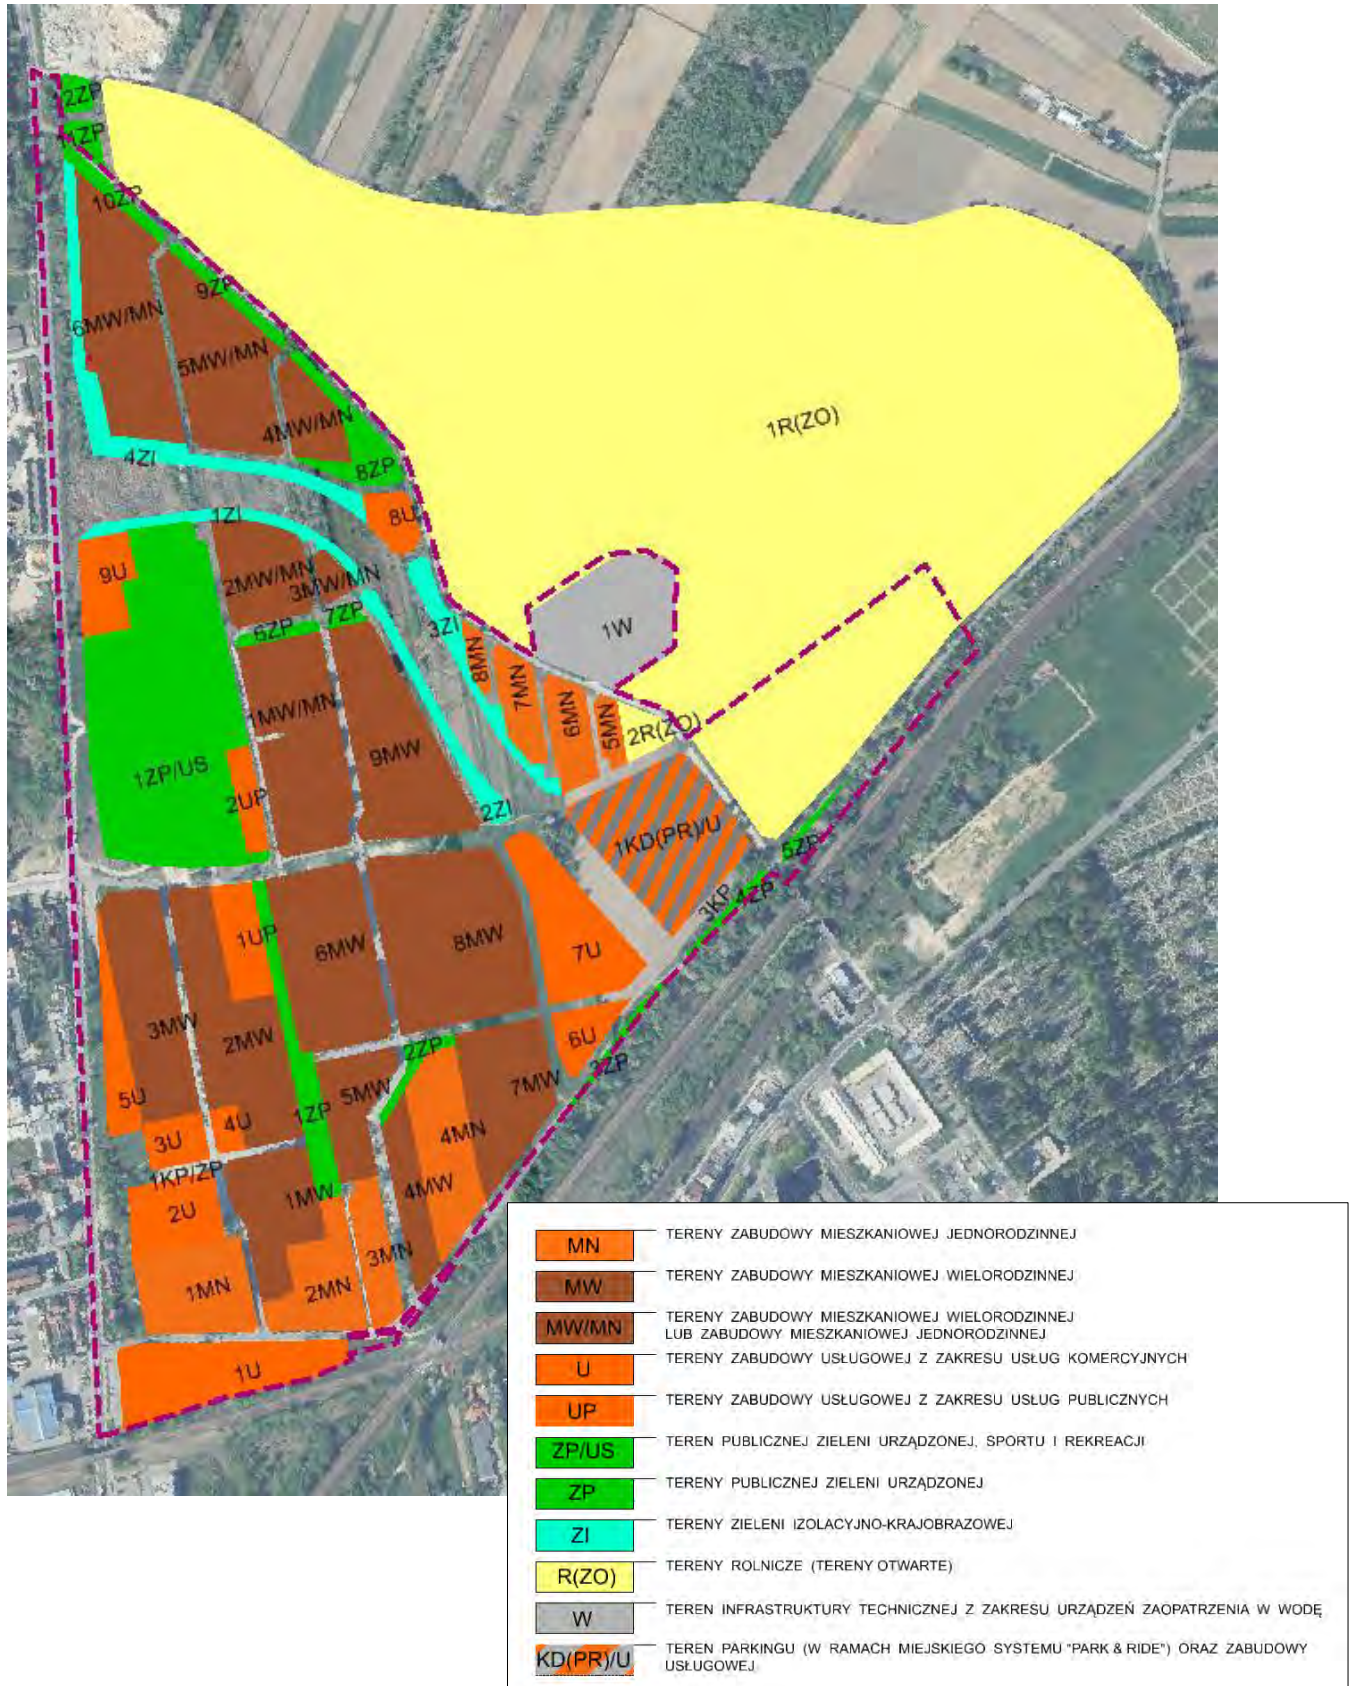 12ZP
11ZP
10ZP
9ZP
6MW/MN
5MW/MN
4MW/MN
1R(ZO)
4ZI
8ZP
8U
1ZI
9U
2MW/MN
3MW/MN
6ZP
7ZP
3ZI
1W
8MN
7MN
6MN
5MN
2R(ZO)
1MW/MN
9MW
1ZP/US
2UP
2ZI
1KD(PR)/U
5ZP
4ZP
3KP
1UP
6MW
8MW
7U
3MW
2MW
2ZP
6U
3ZP
5U
4U
3U
1ZP
5MW
7MW
4MN
1KP/ZP
2U
1MW
4MW
3MN
1MN
2MN
1U
MN TERENY ZABUDOWY MIESZKANIOWEJ JEDNORODZINNEJ
MW TERENY ZABUDOWY MIESZKANIOWEJ WIELORODZINNEJ
MW/MN TERENY ZABUDOWY MIESZKANIOWEJ WIELORODZINNEJ
LUB ZABUDOWY MIESZKANIOWEJ JEDNORODZINNEJ
U TERENY ZABUDOWY USŁUGOWEJ Z ZAKRESU USŁUG KOMERCYJNYCH
UP TERENY ZABUDOWY USŁUGOWEJ Z ZAKRESU USŁUG PUBLICZNYCH
ZP/US TEREN PUBLICZNEJ ZIELENI URZĄDZONEJ, SPORTU I REKREACJI
ZP TERENY PUBLICZNEJ ZIELENI URZĄDZONEJ
ZI TERENY ZIELENI IZOLACYJNO-KRAJOBRAZOWEJ
R(ZO) TERENY ROLNICZE (TERENY OTWARTE)
W TEREN INFRASTRUKTURY TECHNICZNEJ Z ZAKRESU URZĄDZEŃ ZAOPATRZENIA W WODĘ
KD(PR)/U TEREN PARKINGU (W RAMACH MIEJSKIEGO SYSTEMU "PARK & RIDE") ORAZ ZABUDOWY
USŁUGOWEJ